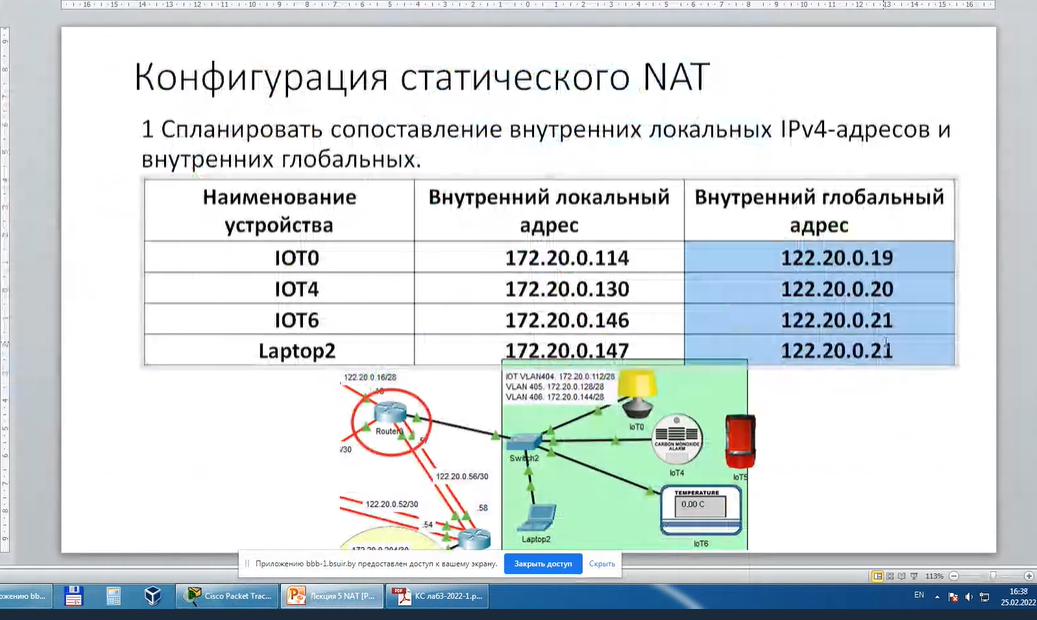 Конфигурация статического NAT
1 Спланировать сопоставление внутренних локальных IPv4-адресов и
внутренних глобальных.
Наименование устройства
Внутренний локальный адрес
Внутренний глобальный адрес
IOT0 172.20.0.114 122.20.0.19
IOT4 172.20.0.130 122.20.0.20
IOT6 172.20.0.146 122.20.0.21
Laptop2 172.20.0.147 122.20.0.21
122.20.0.16/28
/30
122.20.0.56/30
122.20.0.52/30
.58
.54
IOT VLAN404. 172.20.0.112/28
VLAN 405. 172.20.0.128/28
VLAN 406. 172.20.0.144/28
IoT0
Switch2
CARBON MONOXIDE
ALARM
IoT4
IoT5
TEMPERATURE
0.00 C
IoT6
Laptop2
Приложению bbb-1.bsuir.by предоставлен доступ к вашему экрану.
Закрыть доступ
Скрыть
113%
Cisco Packet Trac...
Лекция 5 NAT [P...
КС лаб3-2022-1.p...
EN
16:38
25.02.2022